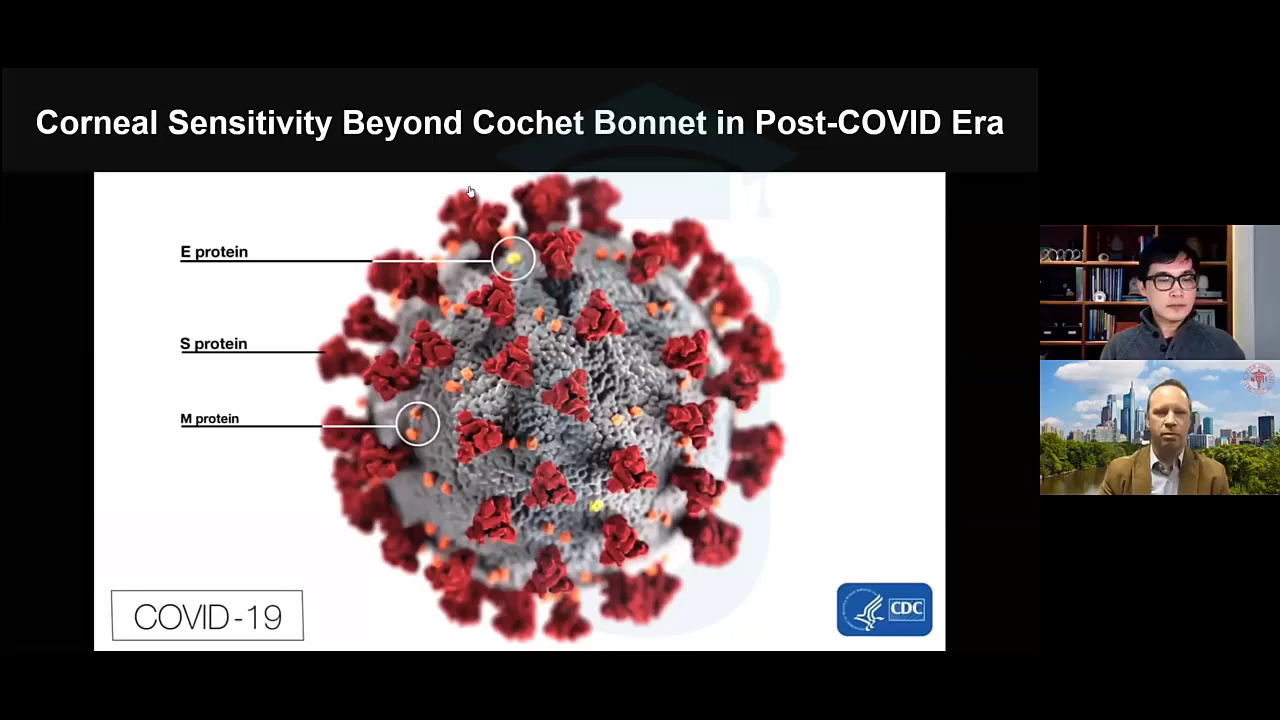 Corneal Sensitivity Beyond Cochet Bonnet in Post-COVID Era
E protein
S protein
M protein
COVID-19
CDC